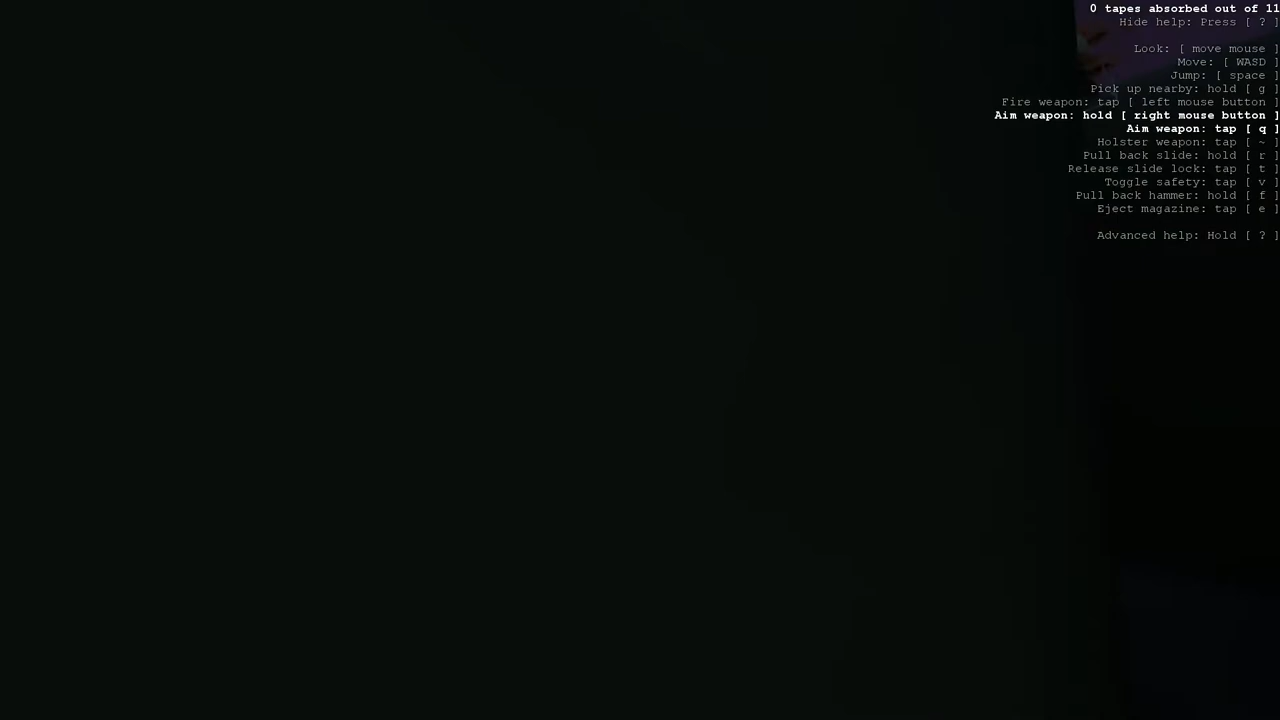 0 tapes absorbed out of 11
Hide help: Press [ ? ]
Look: [ move mouse ]
Move: [ WASD ]
Jump: [ space ]
Pick up nearby: hold [ g ]
Fire weapon: tap [ left mouse button ]
Aim weapon: hold [ right mouse button ]
Aim weapon: tap [ q ]
Holster weapon: tap [ ~ ]
Pull back slide: hold [ r ]
Release slide lock: tap [ t ]
Toggle safety: tap [ v ]
Pull back hammer: hold [ f ]
Eject magazine: tap [ e ]
Advanced help: Hold [ ? ]